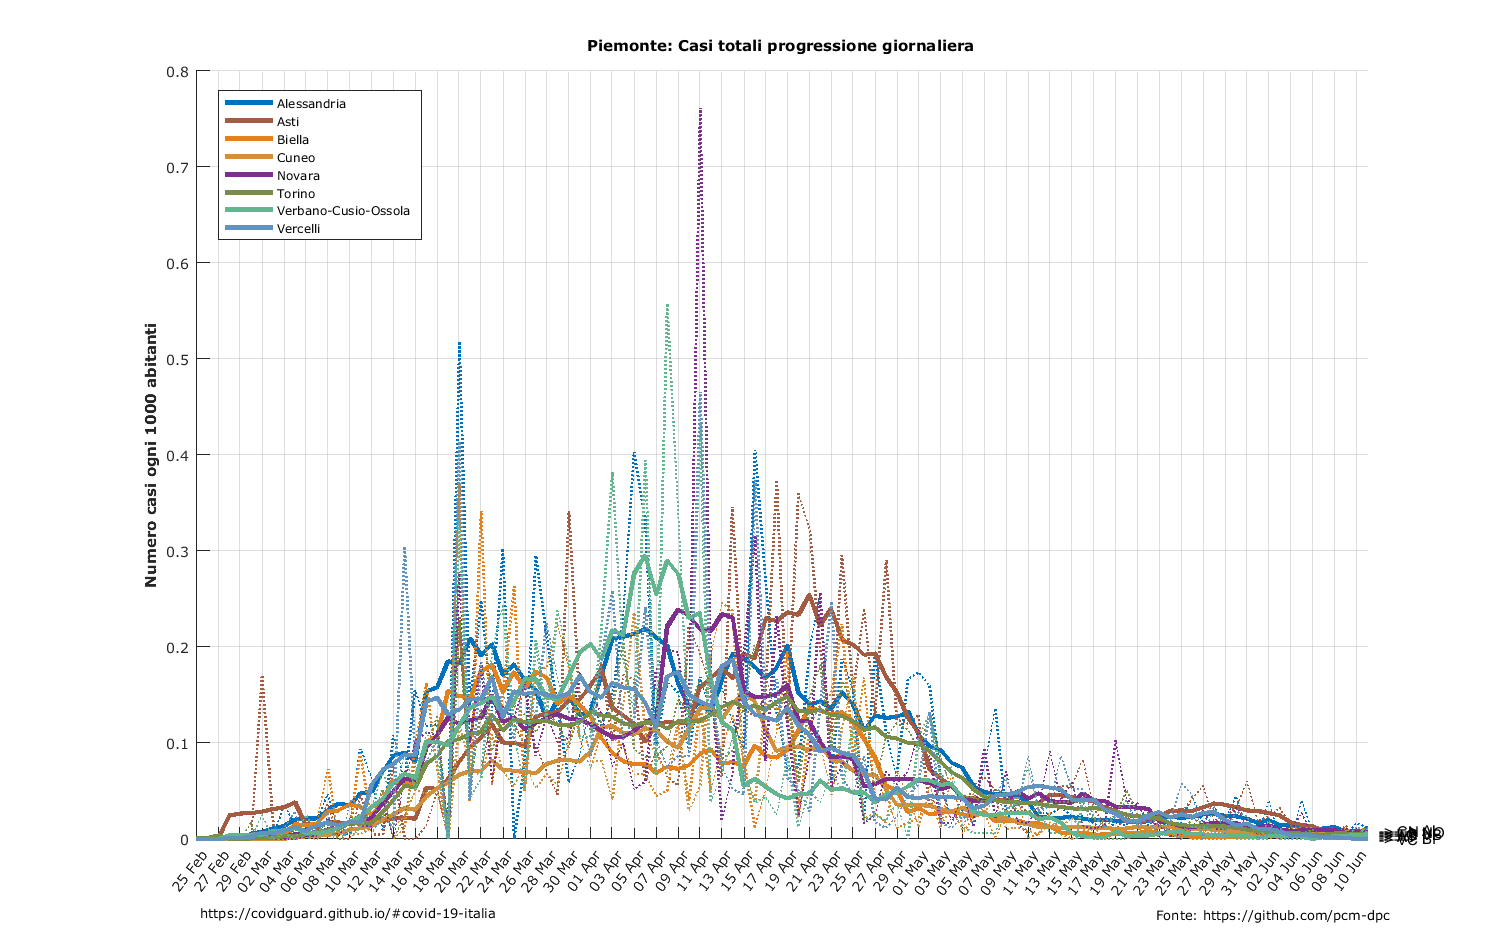 Piemonte: Casi totali progressione giornaliera
0.8
0.7
0.6
0.5
0.4
0.3
0.2
0.1
0
Numero casi ogni 1000 abitanti
Alessandria
Asti
Biella
Cuneo
Novara
Torino
Verbano-Cusio-Ossola
Vercelli
25 Feb
27 Feb
29 Feb
02 Mar
04 Mar
06 Mar
08 Mar
10 Mar
12 Mar
14 Mar
16 Mar
18 Mar
20 Mar
22 Mar
24 Mar
26 Mar
28 Mar
30 Mar
01 Apr
03 Apr
05 Apr
07 Apr
09 Apr
11 Apr
13 Apr
15 Apr
17 Apr
19 Apr
21 Apr
23 Apr
25 Apr
27 Apr
29 Apr
01 May
03 May
05 May
07 May
09 May
11 May
13 May
15 May
17 May
19 May
21 May
23 May
25 May
27 May
29 May
31 May
02 Jun
04 Jun
06 Jun
08 Jun
10 Jun
https://covidguard.github.io/#covid-19-italia
Fonte: https://github.com/pcm-dpc